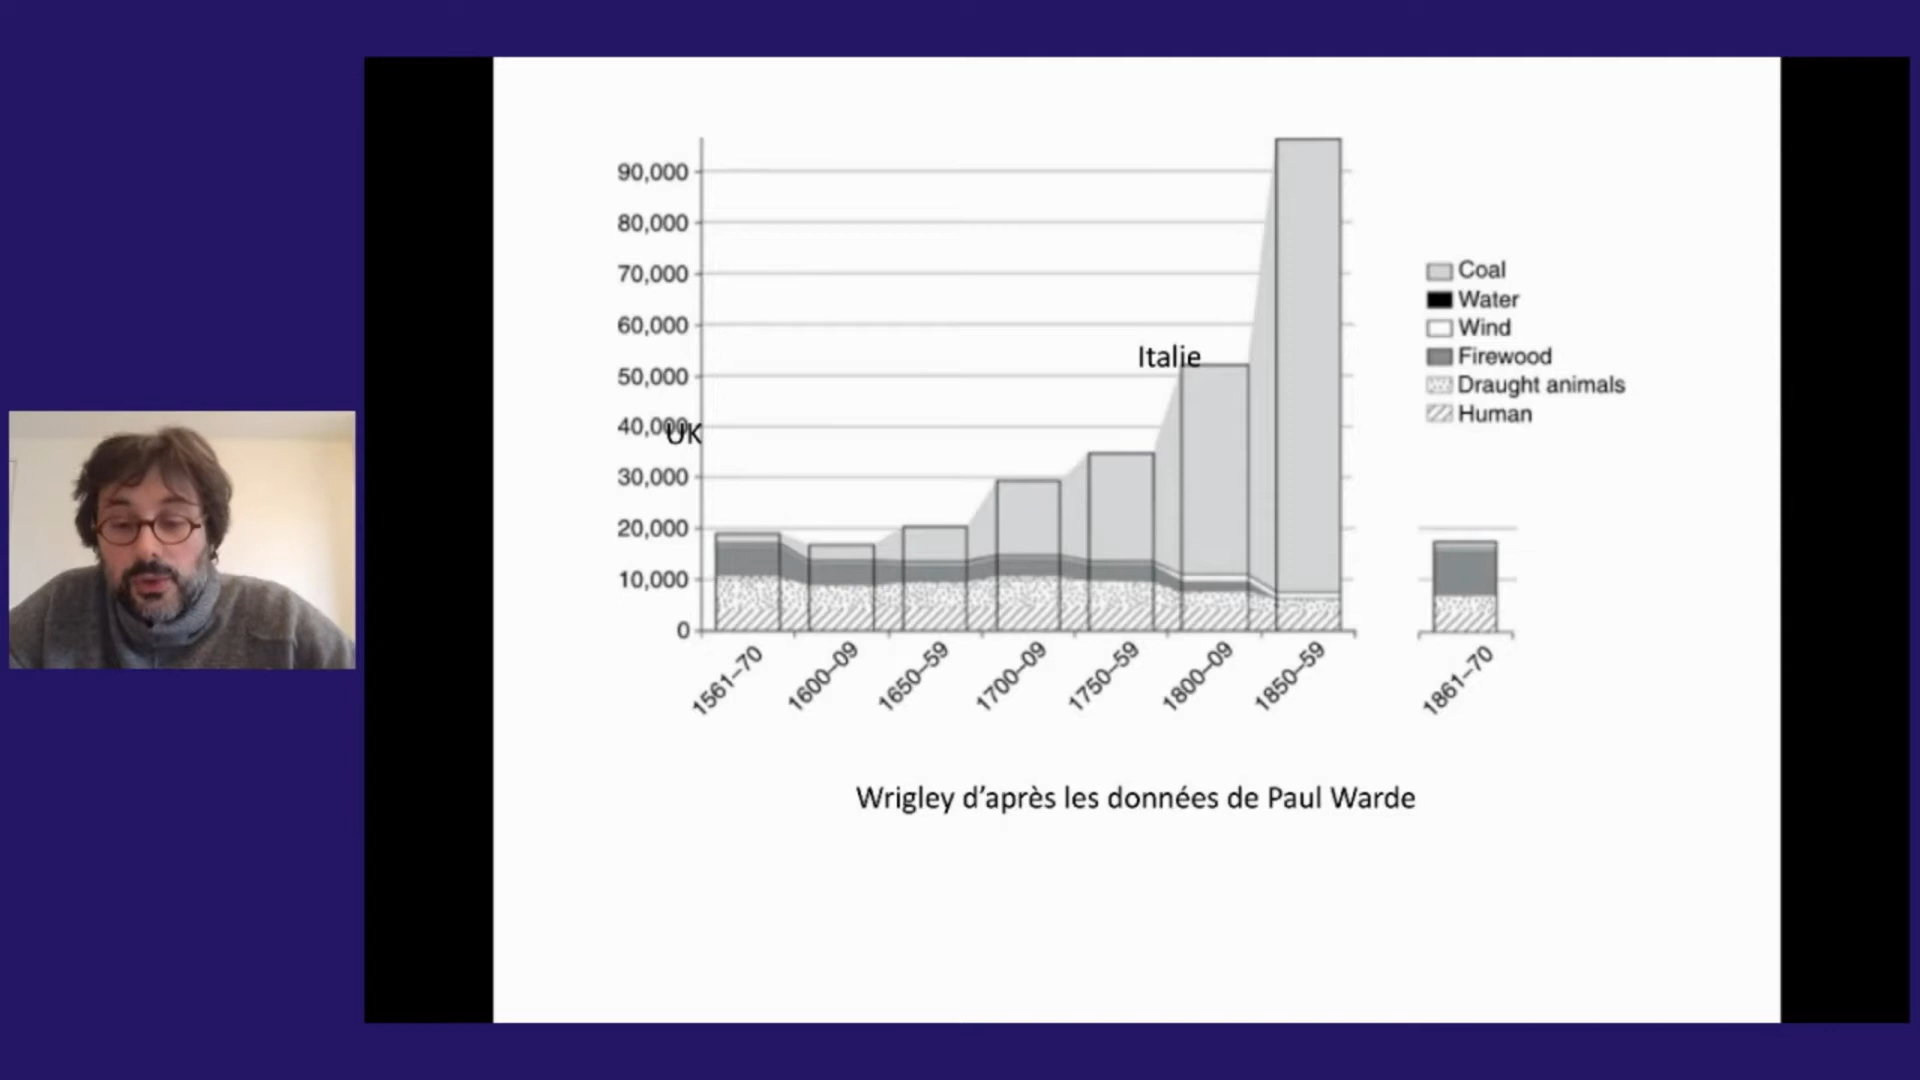 90,000
80,000
70,000
60,000
50,000
40,000
30,000
20,000
10,000
0
UK
Italie
1561–70
1600–09
1650–59
1700–09
1750–59
1800–09
1850–59
1861–70
Coal
Water
Wind
Firewood
Draught animals
Human
Wrigley d’après les données de Paul Warde